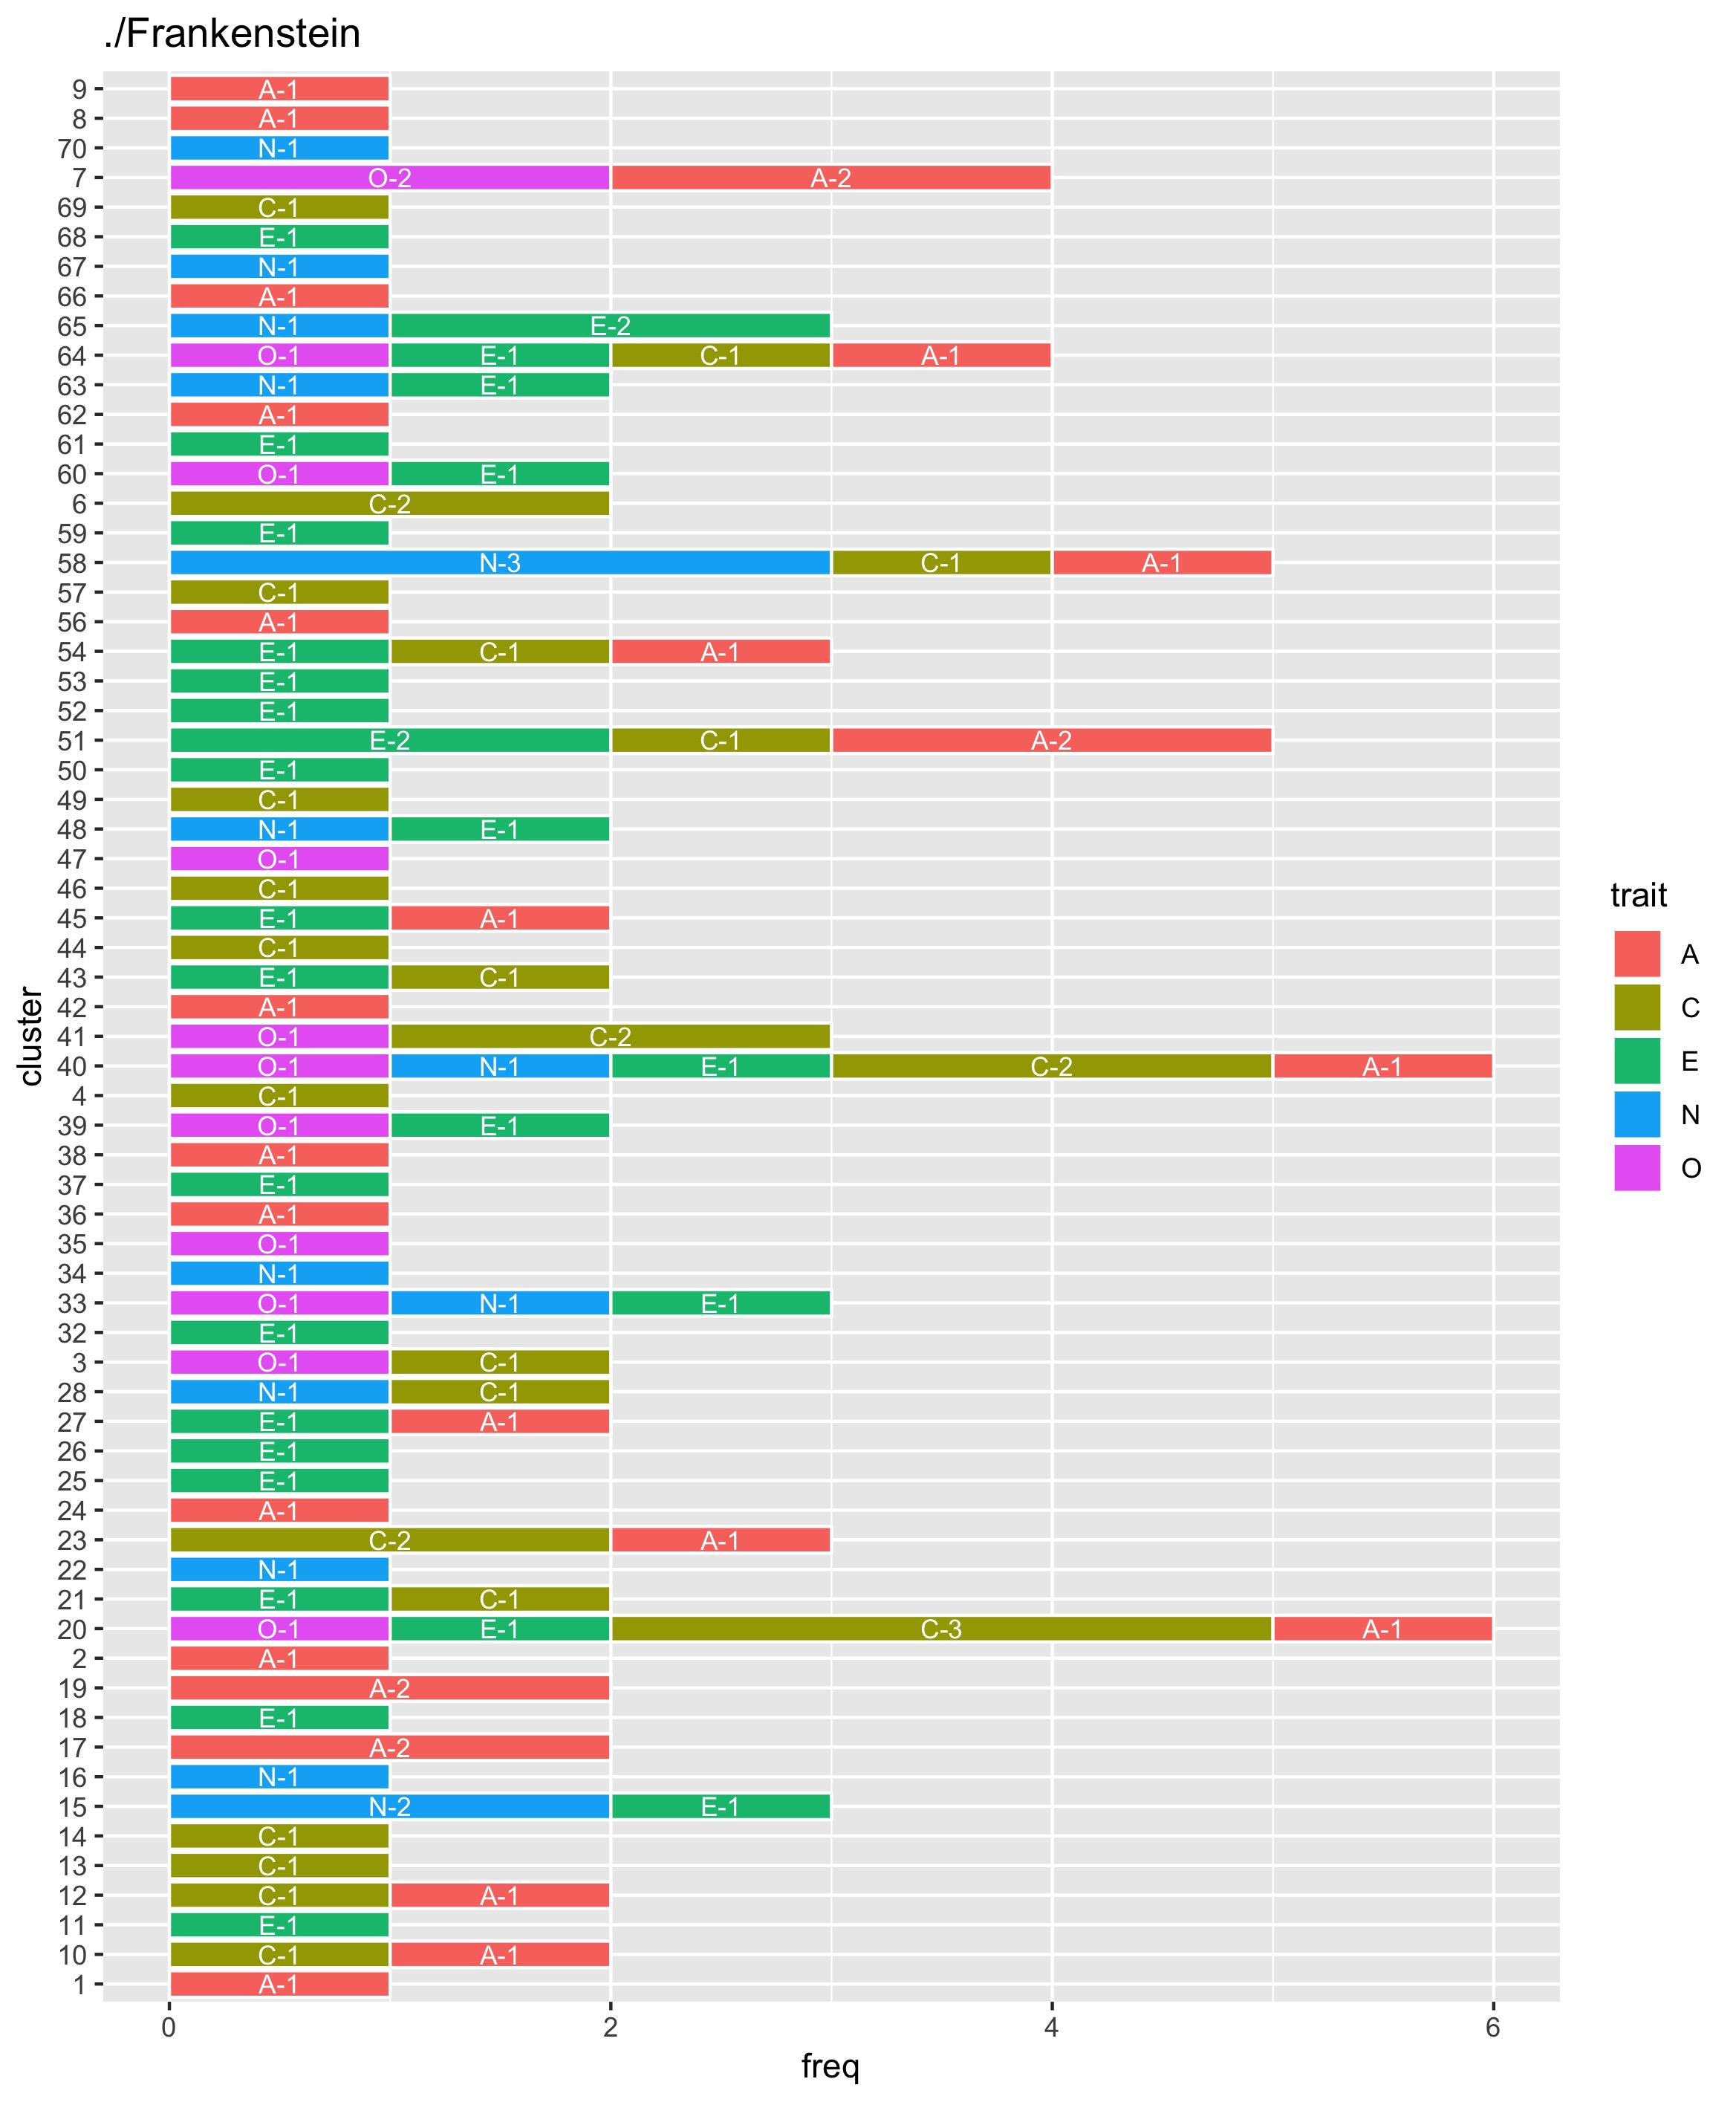 ./Frankenstein
9 A-1
8 A-1
70 N-1
7 O-2 A-2
69 C-1
68 E-1
67 N-1
66 A-1
65 N-1 E-2
64 O-1 E-1 C-1 A-1
63 N-1 E-1
62 A-1
61 E-1
60 O-1 E-1
6 C-2
59 E-1
58 N-3 C-1 A-1
57 C-1
56 A-1
54 E-1 C-1 A-1
53 E-1
52 E-1
51 E-2 C-1 A-2
50 E-1
49 C-1
48 N-1 E-1
47 O-1
46 C-1
45 E-1 A-1
44 C-1
43 E-1 C-1
42 A-1
41 O-1 C-2
40 O-1 N-1 E-1 C-2 A-1
4 C-1
39 O-1 E-1
38 A-1
37 E-1
36 A-1
35 O-1
34 N-1
33 O-1 N-1 E-1
32 E-1
3 O-1 C-1
28 N-1 C-1
27 E-1 A-1
26 E-1
25 E-1
24 A-1
23 C-2 A-1
22 N-1
21 E-1 C-1
20 O-1 E-1 C-3 A-1
2 A-1
19 A-2
18 E-1
17 A-2
16 N-1
15 N-2 E-1
14 C-1
13 C-1
12 C-1 A-1
11 E-1
10 C-1 A-1
1 A-1
0 2 4 6
freq
cluster
trait
A
C
E
N
O